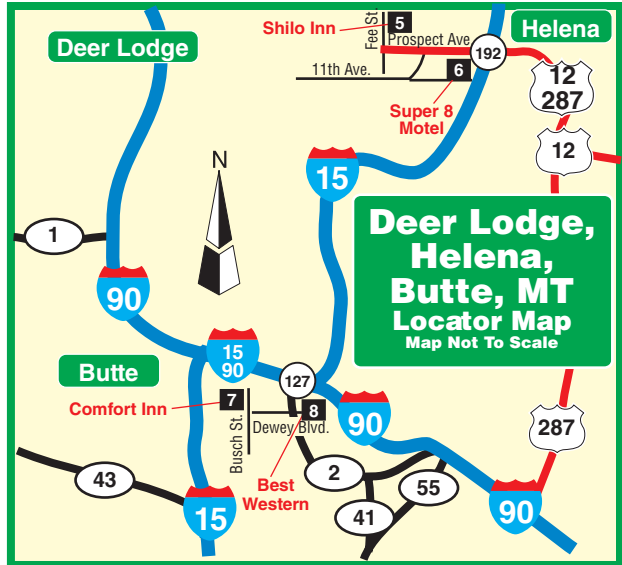 Shilo Inn
5
Fee St.
Prospect Ave
Helena
Deer Lodge
192
11th Ave.
6
12
287
Super 8
Motel
12
N
15
1
Deer Lodge,
Helena,
Butte, MT
Locator Map
Map Not To Scale
90
15
90
Butte
127
7
8
Comfort Inn
Busch St.
Dewey Blvd.
90
287
43
2
55
Best
Western
15
41
90